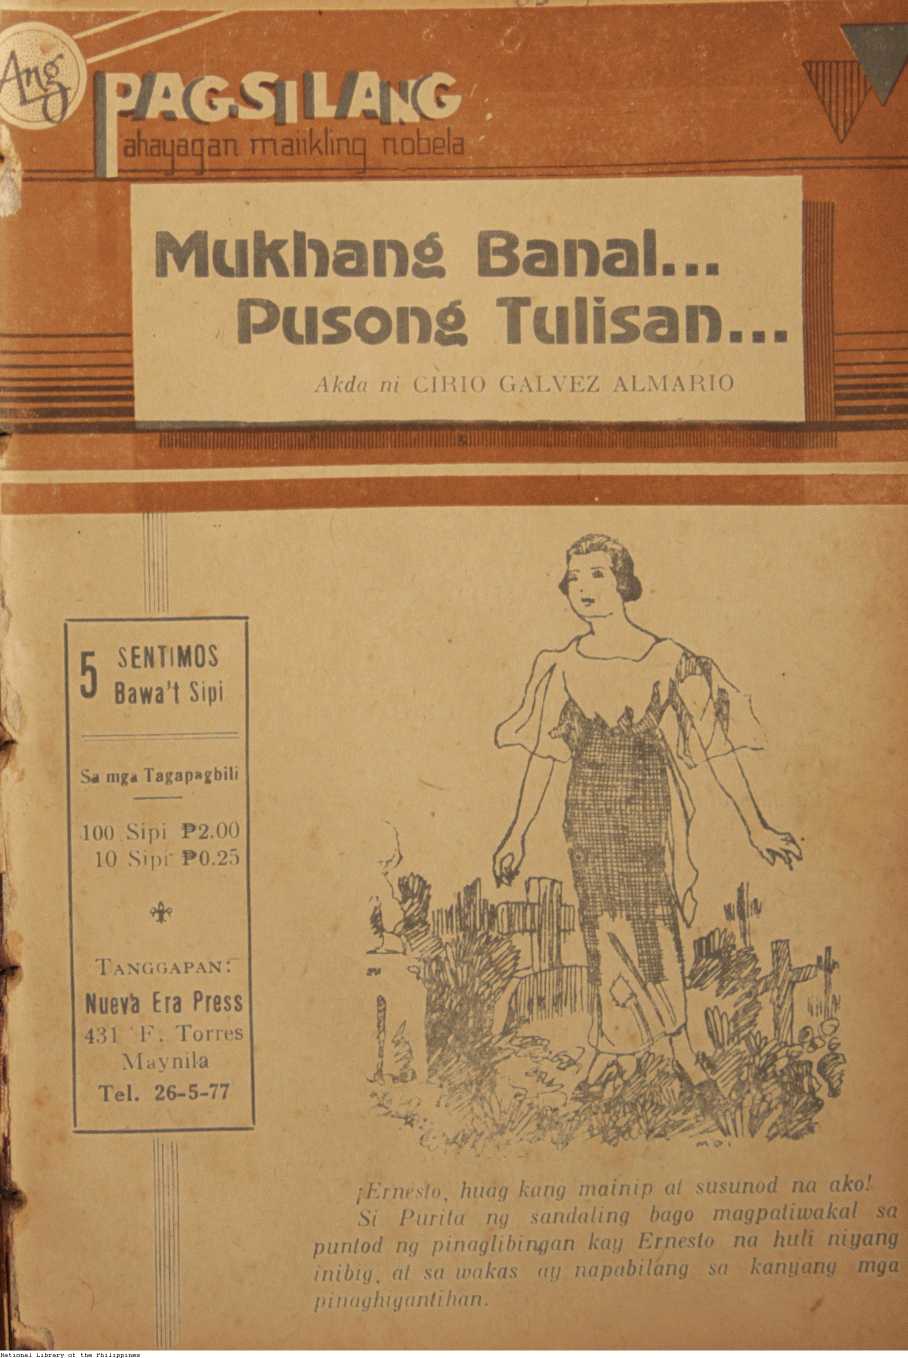 Ang
PAGSILANG
Pahayagan maiikling nobela
Mukhang Banal...
Pusong Tulisan...
Akda ni CIRIO GALVEZ ALMARIO
5 SENTIMOS
Bawa't Sipi
Sa mga Tagapagbili
100 Sipi ₱2.00
10 Sipi ₱0.25
TANGGAPAN:
Nueva Era Press
431 F. Torres
Maynila
Tel. 26-5-77
MDI
¡Ernesto, huag kang mainip at susunod na ako!
Si Purita ng sandaling bago magpatiwakal sa
puntod ng pinaglibingan kay Ernesto na huli niyang
inibig, at sa wakas ay napabilang sa kanyang mga
pinaghigantihan.
National Library of the Philippines